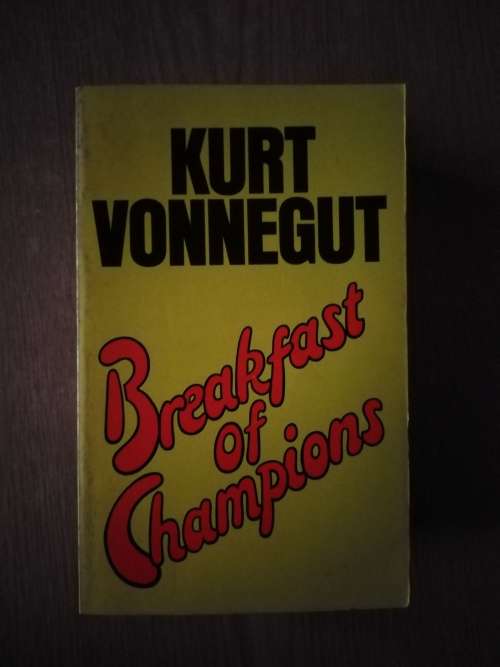 KURT
VONNEGUT
Breakfast
of
Champions